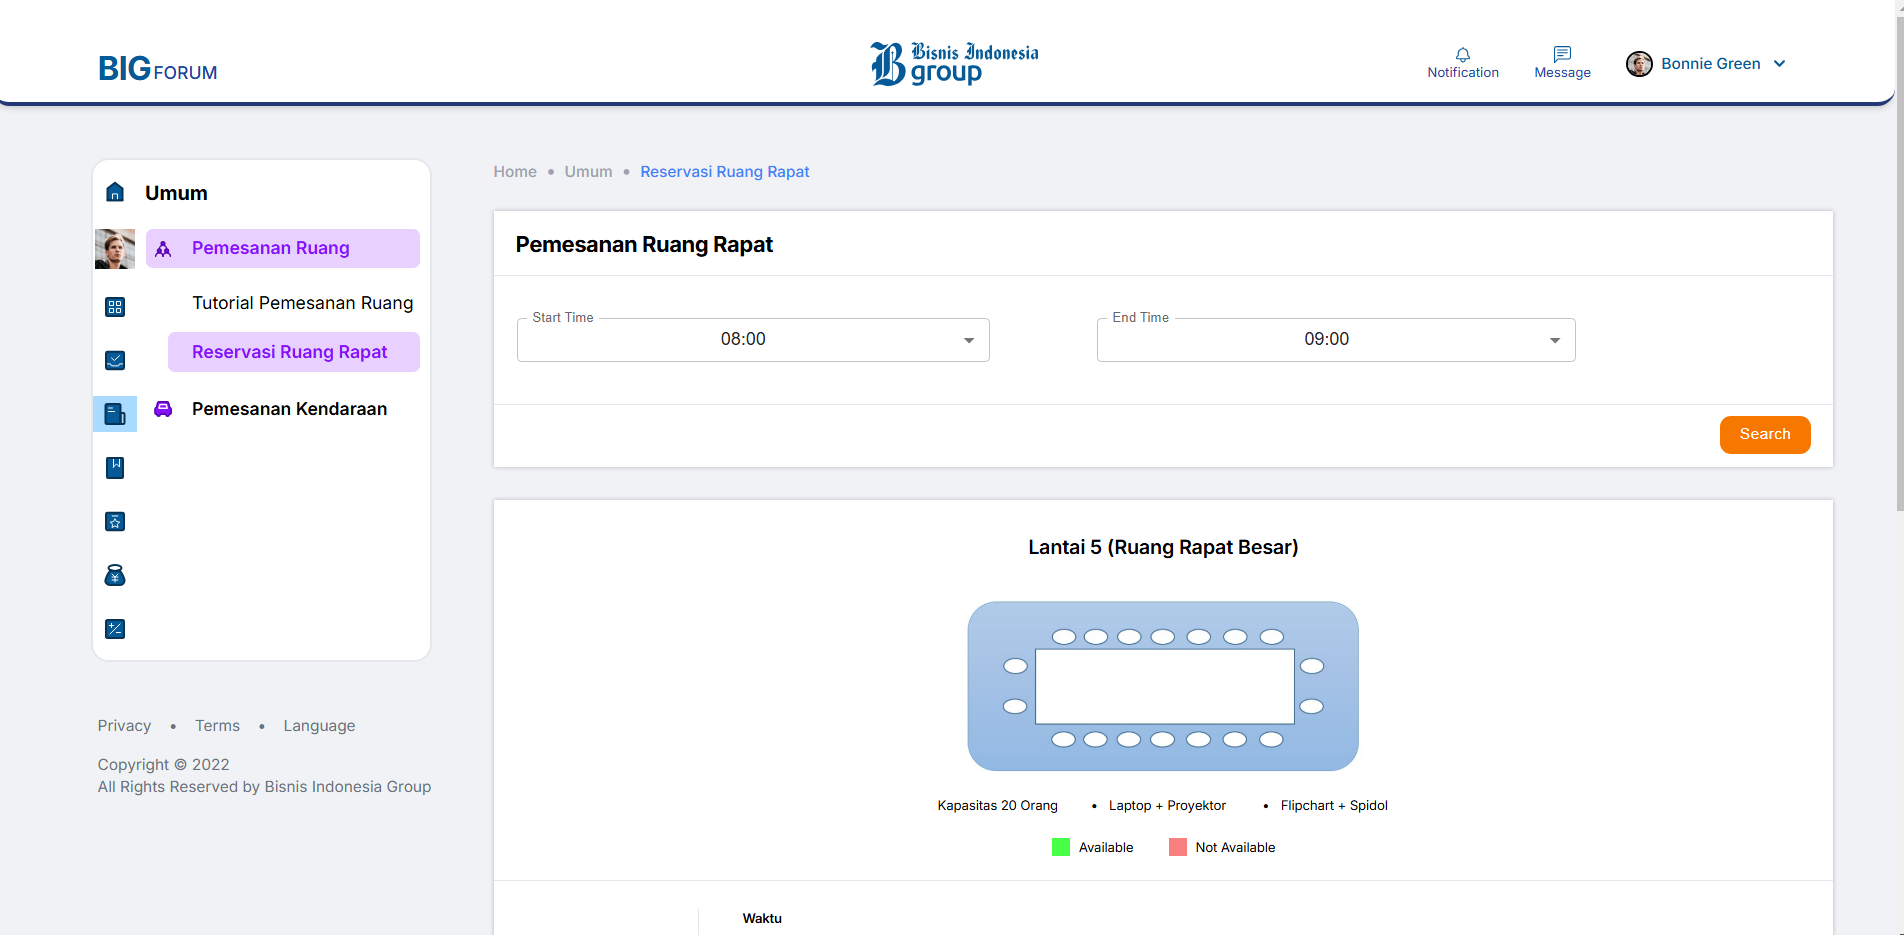 BIG FORUM
Bisnis Indonesia
group
Notification
Message
Bonnie Green
Umum
Pemesanan Ruang
Tutorial Pemesanan Ruang
Reservasi Ruang Rapat
Pemesanan Kendaraan
Privacy • Terms • Language
Copyright © 2022
All Rights Reserved by Bisnis Indonesia Group
Home • Umum • Reservasi Ruang Rapat
Pemesanan Ruang Rapat
Start Time
08:00
End Time
09:00
Search
Lantai 5 (Ruang Rapat Besar)
Kapasitas 20 Orang • Laptop + Proyektor • Flipchart + Spidol
Available
Not Available
Waktu